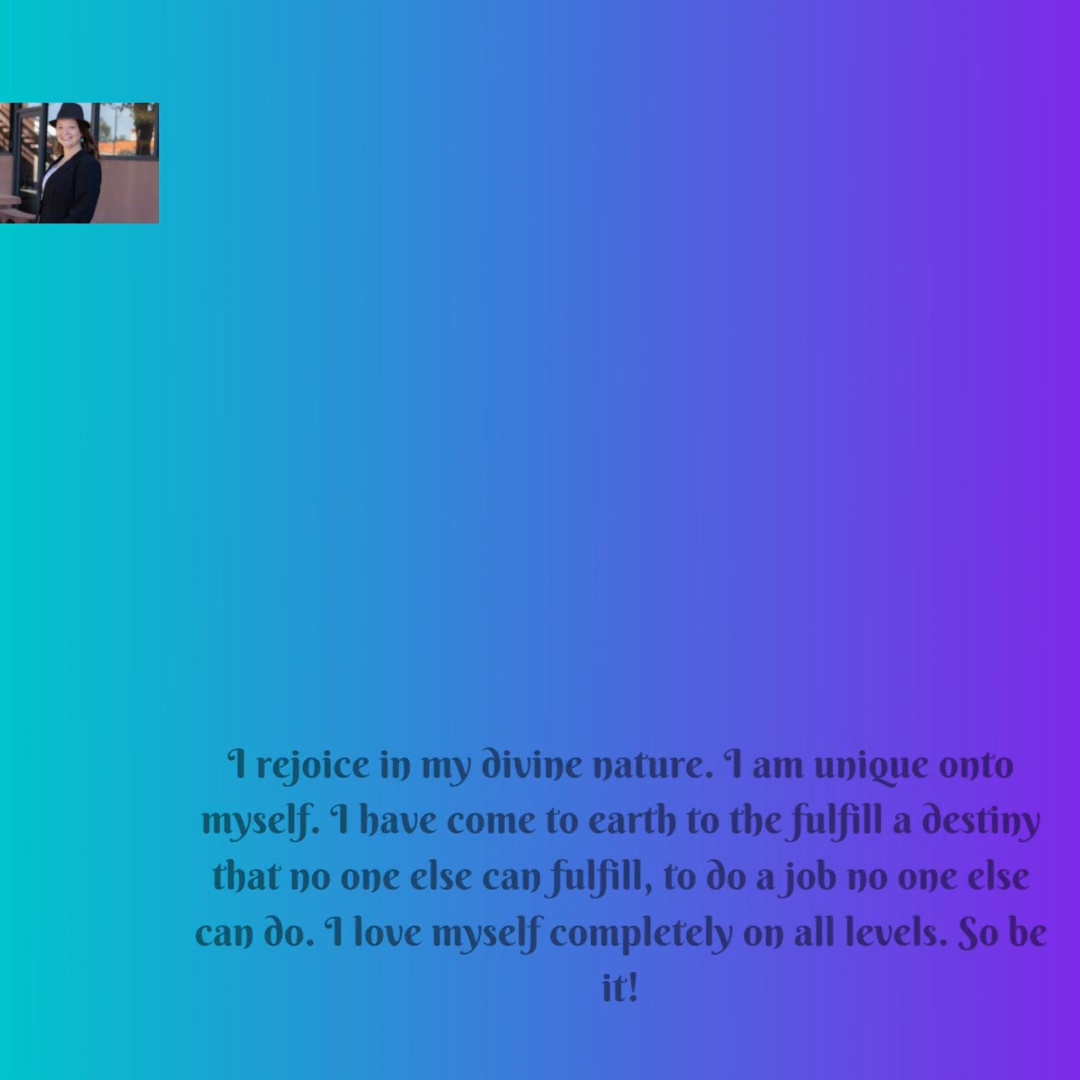 I rejoice in my divine nature. I am unique onto
myself. I have come to earth to the fulfill a destiny
that no one else can fulfill, to do a job no one else
can do. I love myself completely on all levels. So be
it!